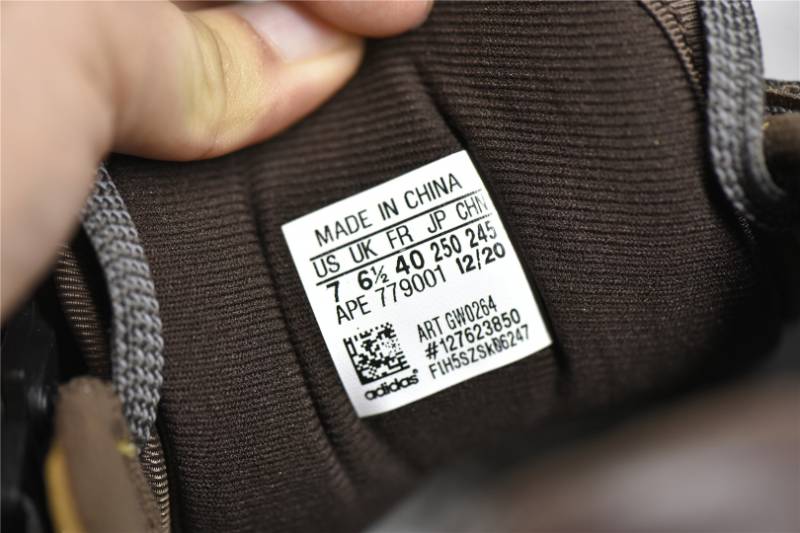 MADE IN CHINA
US UK FR JP CHN
7 6½ 40 250 245
APE 779001 12/20
ART GW0264
#127623850
FIH5SZSK06247
adidas